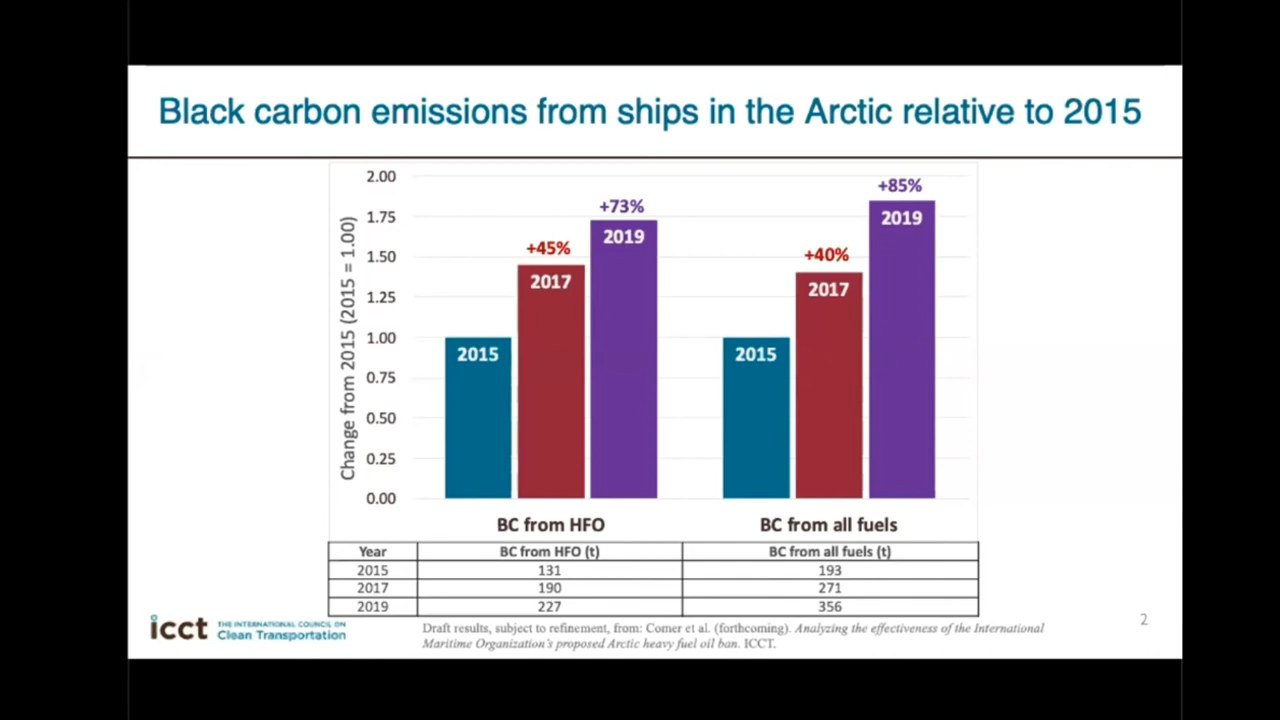 Black carbon emissions from ships in the Arctic relative to 2015
Change from 2015 (2015 = 1.00)
2.00
1.75
1.50
1.25
1.00
0.75
0.50
0.25
0.00
2015
+45%
2017
+73%
2019
2015
+40%
2017
+85%
2019
BC from HFO
BC from all fuels
Year BC from HFO (t) BC from all fuels (t)
2015 131 193
2017 190 271
2019 227 356
icct THE INTERNATIONAL COUNCIL ON
Clean Transportation
Draft results, subject to refinement, from: Comer et al. (forthcoming). Analyzing the effectiveness of the International
Maritime Organization's proposed Arctic heavy fuel oil ban. ICCT.
2